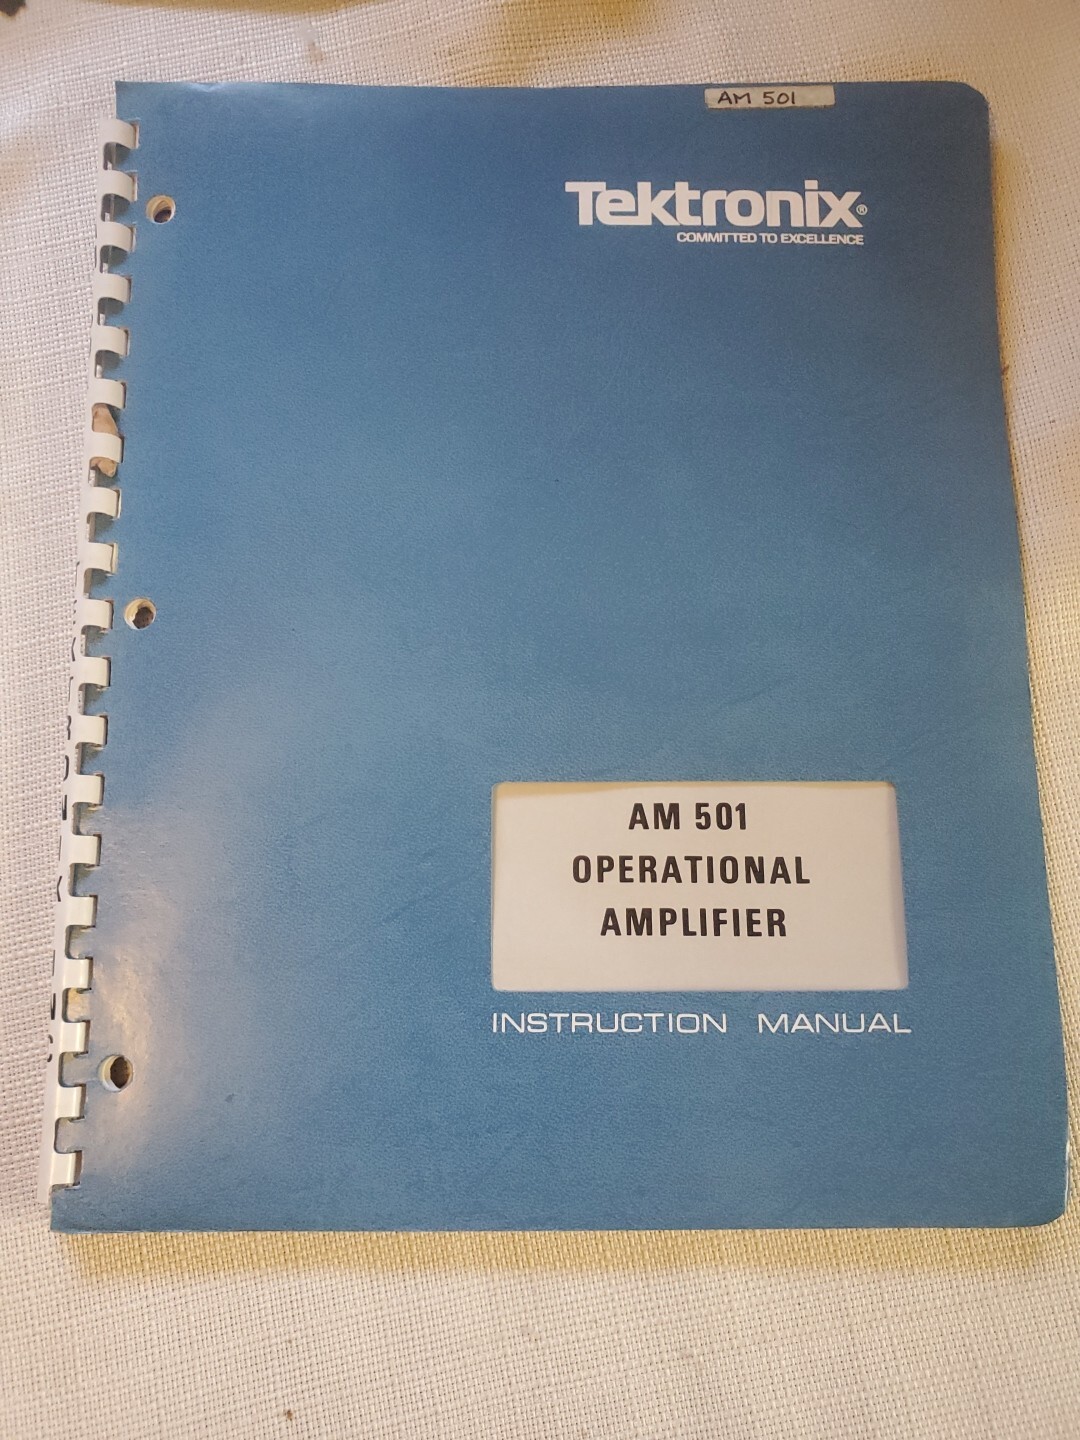 AM 501
Tektronix®
COMMITTED TO EXCELLENCE
AM 501
OPERATIONAL
AMPLIFIER
INSTRUCTION MANUAL